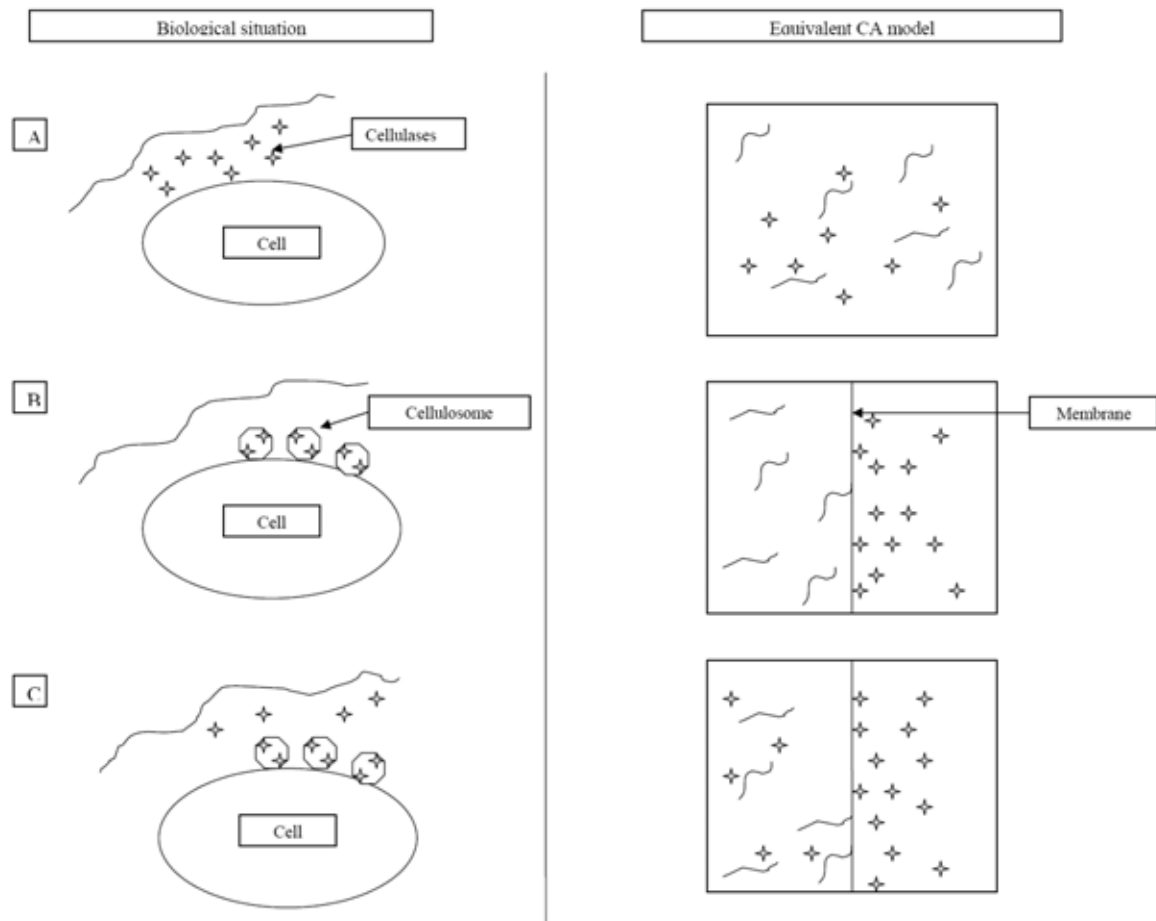 Biological situation
Equivalent CA model
A
Cellulases
Cell
B
Cellulosome
Membrane
Cell
C
Cell